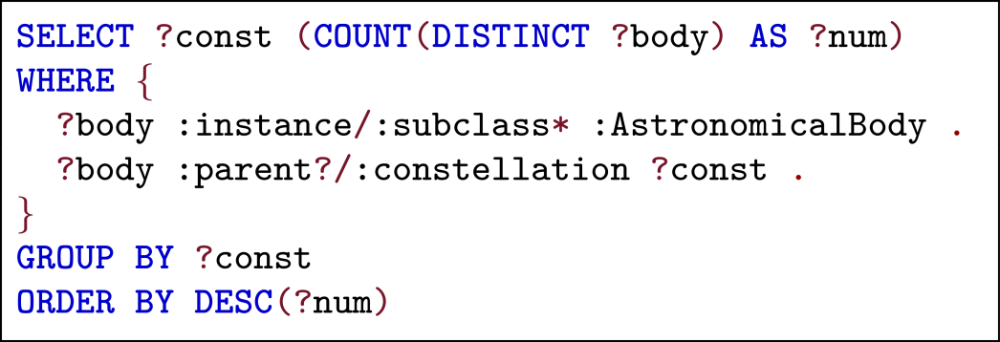 SELECT ?const (COUNT(DISTINCT ?body) AS ?num)
WHERE {
  ?body :instance/:subclass* :AstronomicalBody .
  ?body :parent?/:constellation ?const .
}
GROUP BY ?const
ORDER BY DESC(?num)